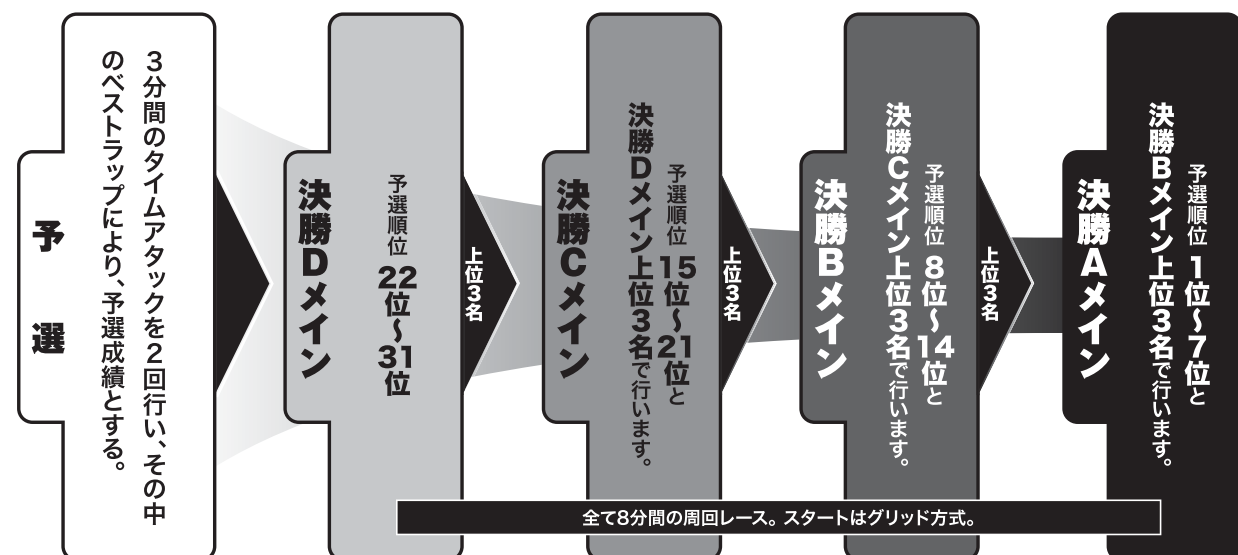 予選
3分間のタイムアタックを2回行い、その中
のベストラップにより、予選成績とする。
決勝Dメイン
予選順位 22位〜31位
上位3名
決勝Cメイン
予選順位 15位〜21位と
決勝Dメイン上位3名で行います。
上位3名
決勝Bメイン
予選順位 8位〜14位と
決勝Cメイン上位3名で行います。
上位3名
決勝Aメイン
予選順位 1位〜7位と
決勝Bメイン上位3名で行います。
全て8分間の周回レース。スタートはグリッド方式。